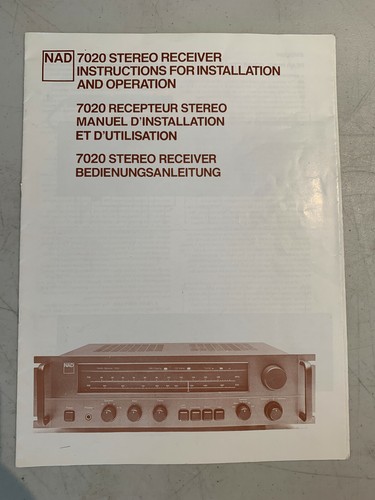 NAD
7020 STEREO RECEIVER
INSTRUCTIONS FOR INSTALLATION
AND OPERATION
7020 RECEPTEUR STEREO
MANUEL D'INSTALLATION
ET D'UTILISATION
7020 STEREO RECEIVER
BEDIENUNGSANLEITUNG
NAD